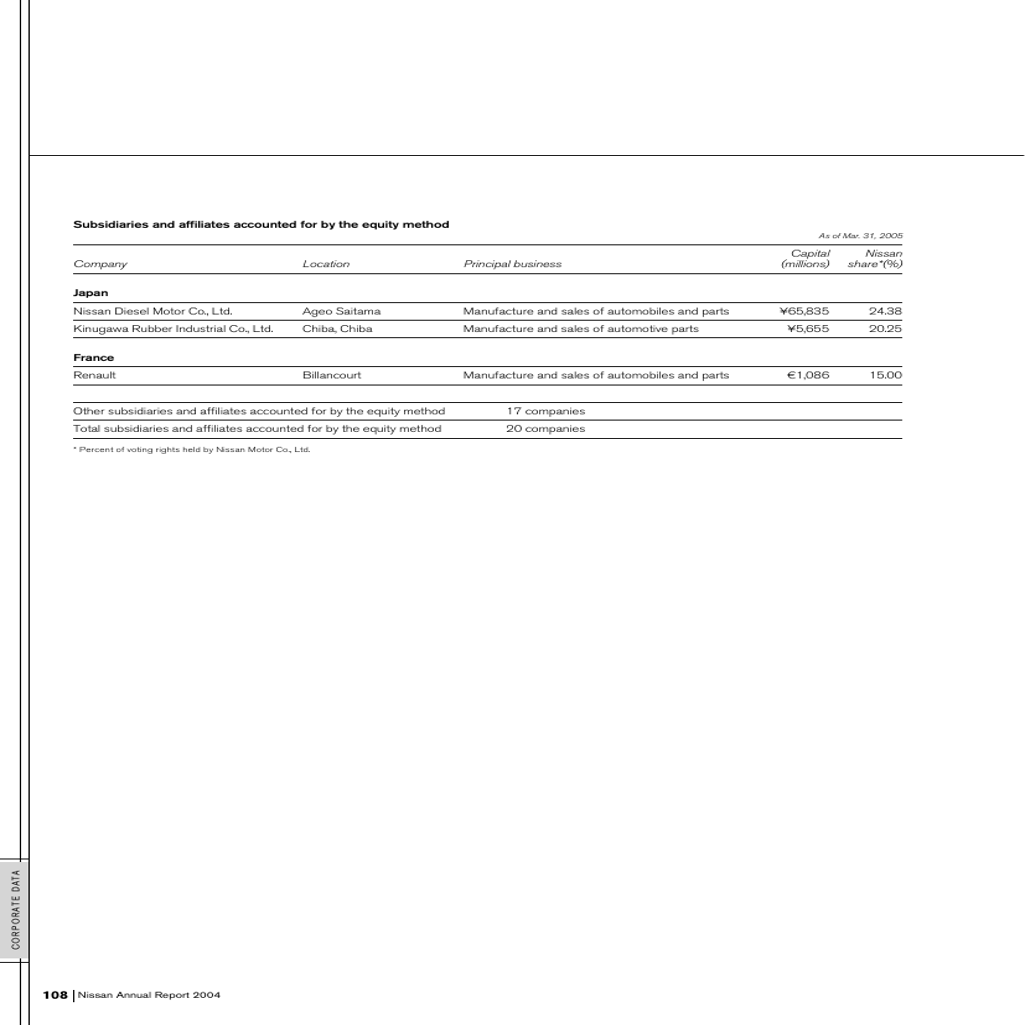 Subsidiaries and affiliates accounted for by the equity method
As of Mar. 31, 2005
Company Location Principal business Capital (millions) Nissan share*(%)
Japan
Nissan Diesel Motor Co., Ltd. Ageo Saitama Manufacture and sales of automobiles and parts ¥65,835 24.38
Kinugawa Rubber Industrial Co., Ltd. Chiba, Chiba Manufacture and sales of automotive parts ¥5,655 20.25
France
Renault Billancourt Manufacture and sales of automobiles and parts €1,086 15.00
Other subsidiaries and affiliates accounted for by the equity method 17 companies
Total subsidiaries and affiliates accounted for by the equity method 20 companies
* Percent of voting rights held by Nissan Motor Co., Ltd.
CORPORATE DATA
108 Nissan Annual Report 2004